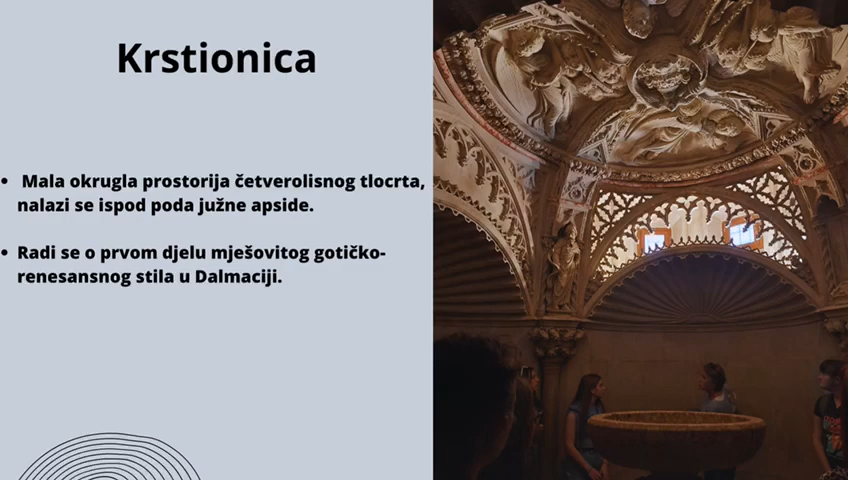 Krstionica
• Mala okrugla prostorija četverolisnog tlocrta,
nalazi se ispod poda južne apside.
• Radi se o prvom djelu mješovitog gotičko-
renesansnog stila u Dalmaciji.